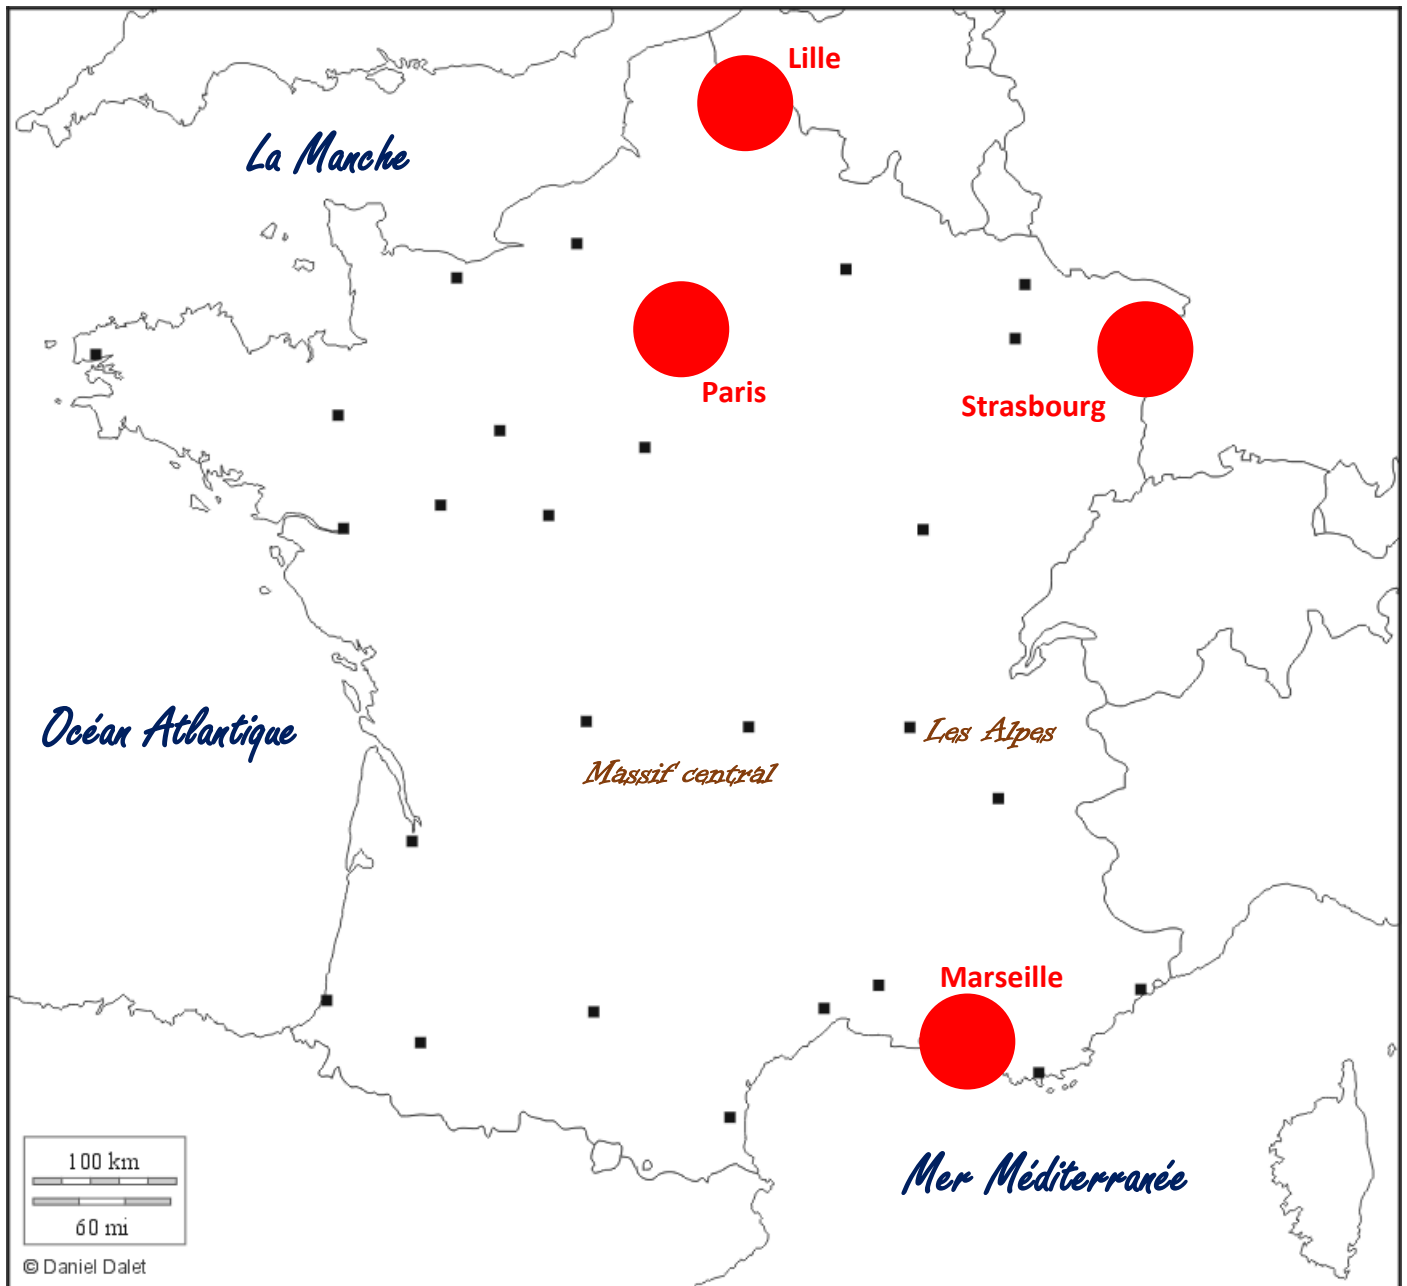 Lille
La Manche
Paris
Strasbourg
Océan Atlantique
Les Alpes
Massif central
Marseille
Mer Méditerranée
100 km
60 mi
© Daniel Dalet